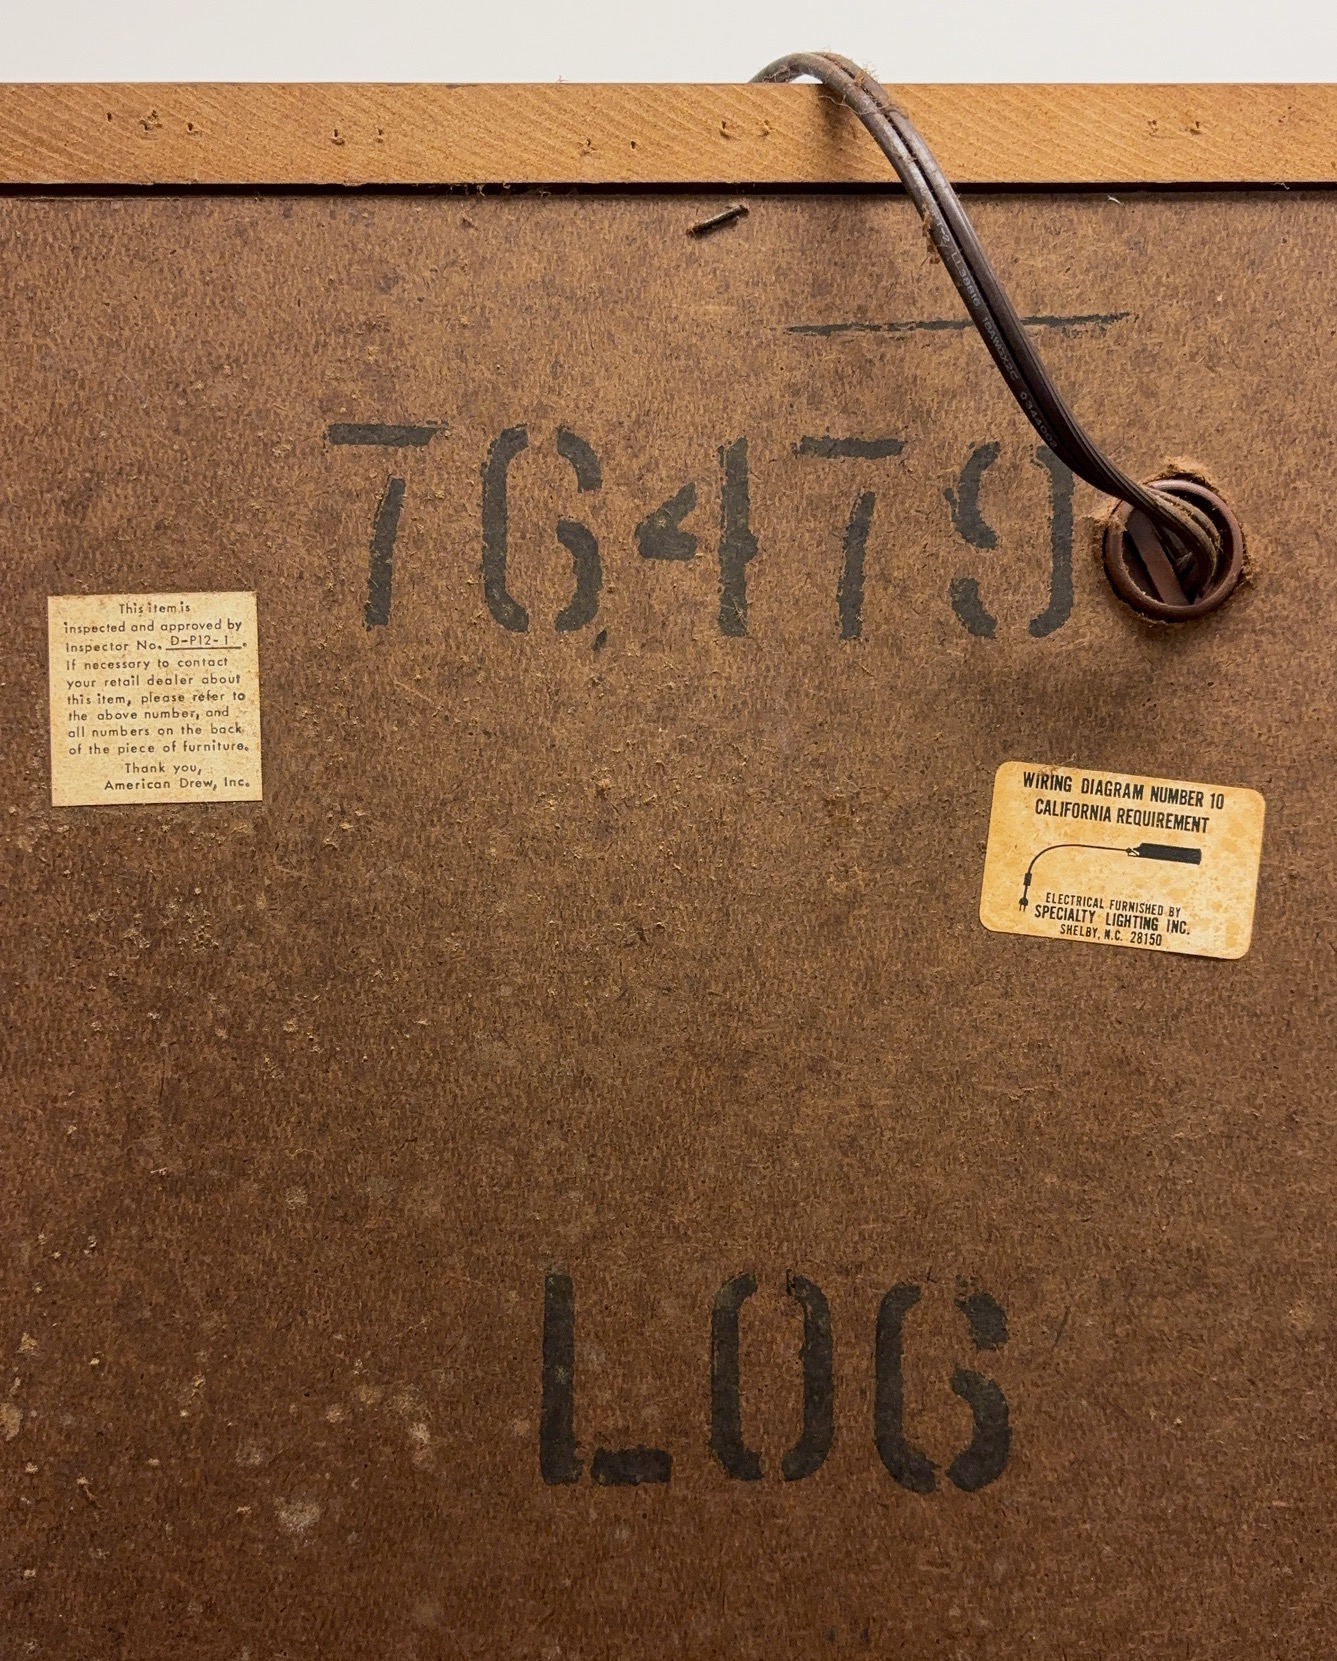 76479
This item is
inspected and approved by
Inspector No. D-P12-1.
If necessary to contact
your retail dealer about
this item, please refer to
the above number, and
all numbers on the back
of the piece of furniture.
Thank you,
American Drew, Inc.
WIRING DIAGRAM NUMBER 10
CALIFORNIA REQUIREMENT
ELECTRICAL FURNISHED BY
SPECIALTY LIGHTING INC.
SHELBY, N.C. 28150
L06